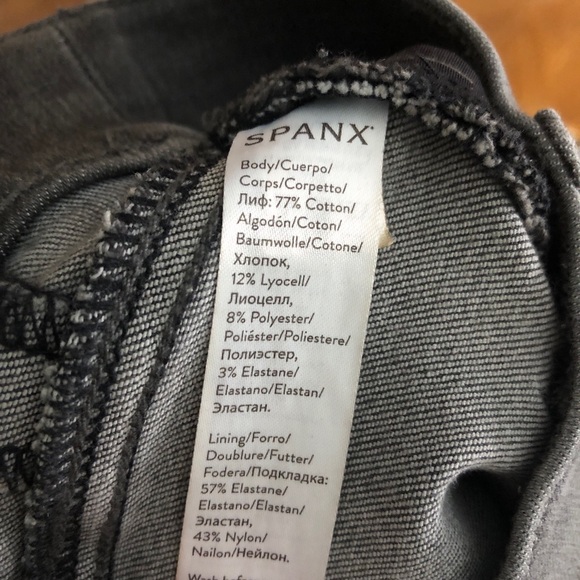 SPANX®
Body/Cuerpo/
Corps/Corpetto/
Лиф: 77% Cotton/
Algodón/Coton/
Baumwolle/Cotone/
Хлопок,
12% Lyocell/
Лиоцелл,
8% Polyester/
Poliéster/Poliestere/
Полиэстер,
3% Elastane/
Elastano/Elastan/
Эластан.
Lining/Forro/
Doublure/Futter/
Fodera/Подкладка:
57% Elastane/
Elastano/Elastan/
Эластан,
43% Nylon/
Nailon/Нейлон.
Wash before